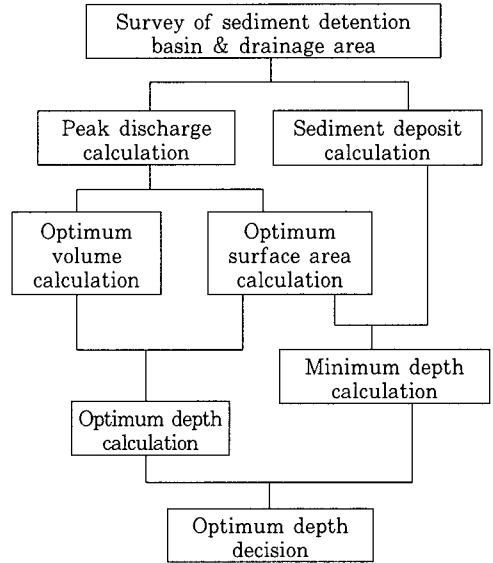 Survey of sediment detention
basin & drainage area
Peak discharge
calculation
Sediment deposit
calculation
Optimum
volume
calculation
Optimum
surface area
calculation
Minimum depth
calculation
Optimum depth
calculation
Optimum depth
decision